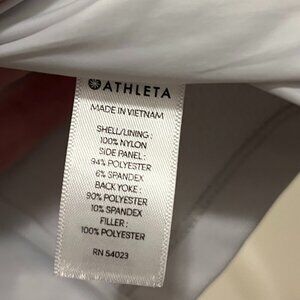 ATHLETA
MADE IN VIETNAM
SHELL/LINING :
100% NYLON
SIDE PANEL :
94% POLYESTER
6% SPANDEX
BACK YOKE :
90% POLYESTER
10% SPANDEX
FILLER :
100% POLYESTER
RN 54023